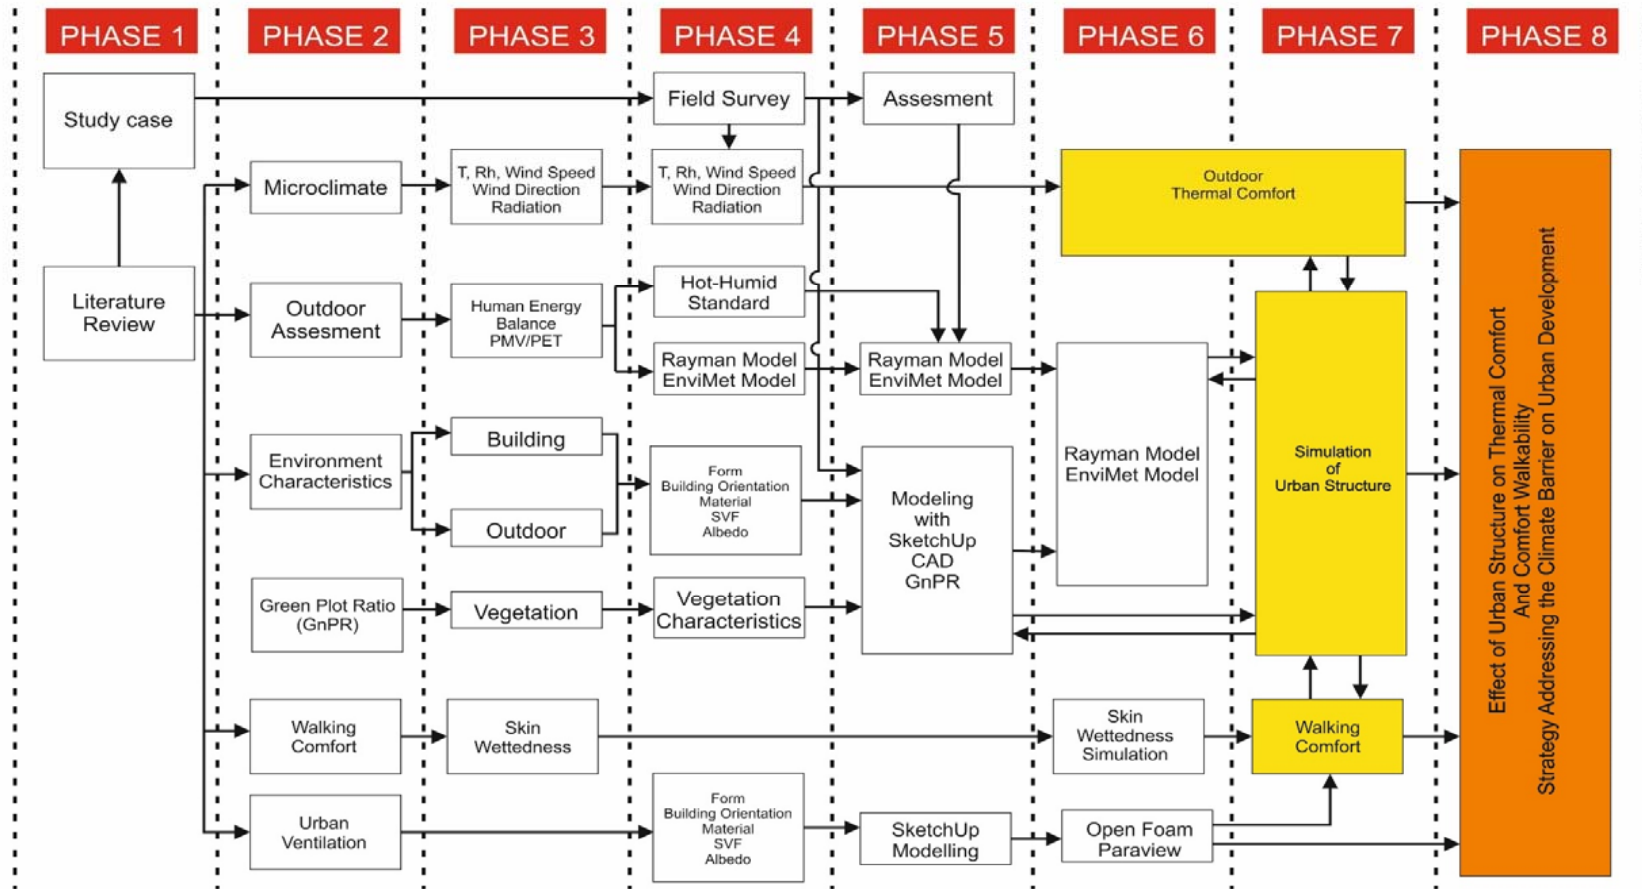 PHASE 1
PHASE 2
PHASE 3
PHASE 4
PHASE 5
PHASE 6
PHASE 7
PHASE 8
Study case
Field Survey
Assesment
Microclimate
T, Rh, Wind Speed
Wind Direction
Radiation
T, Rh, Wind Speed
Wind Direction
Radiation
Outdoor
Thermal Comfort
Literature
Review
Outdoor
Assesment
Human Energy
Balance
PMV/PET
Hot-Humid
Standard
Rayman Model
EnviMet Model
Rayman Model
EnviMet Model
Rayman Model
EnviMet Model
Simulation
of
Urban Structure
Environment
Characteristics
Building
Outdoor
Form
Building Orientation
Material
SVF
Albedo
Modeling
with
SketchUp
CAD
GnPR
Green Plot Ratio
(GnPR)
Vegetation
Vegetation
Characteristics
Walking
Comfort
Skin
Wettedness
Skin
Wettedness
Simulation
Walking
Comfort
Urban
Ventilation
Form
Building Orientation
Material
SVF
Albedo
SketchUp
Modelling
Open Foam
Paraview
Effect of Urban Structure on Thermal Comfort
And Comfort Walkability
Strategy Addressing the Climate Barrier on Urban Development